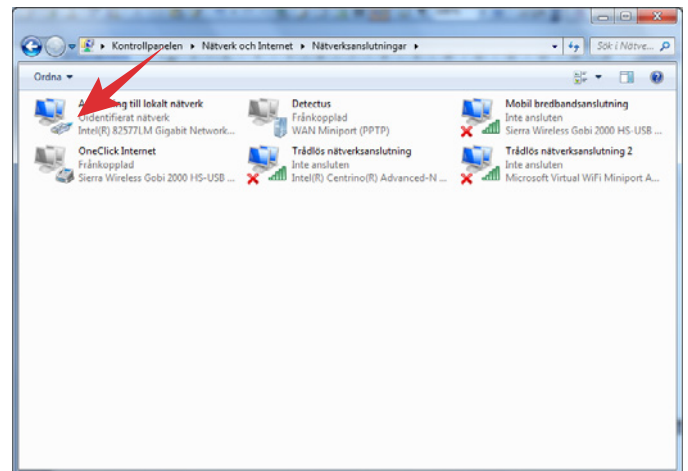 Kontrollpanelen ▸ Nätverk och Internet ▸ Nätverksanslutningar ▸
Sök i Nätve...
Ordna
till lokalt nätverk
Oidentifierat nätverk
Intel(R) 82577LM Gigabit Network...
Detectus
Frånkopplad
WAN Miniport (PPTP)
Mobil bredbandsanslutning
Inte ansluten
Sierra Wireless Gobi 2000 HS-USB ...
OneClick Internet
Frånkopplad
Sierra Wireless Gobi 2000 HS-USB ...
Trådlös nätverksanslutning
Inte ansluten
Intel(R) Centrino(R) Advanced-N ...
Trådlös nätverksanslutning 2
Inte ansluten
Microsoft Virtual WiFi Miniport A...